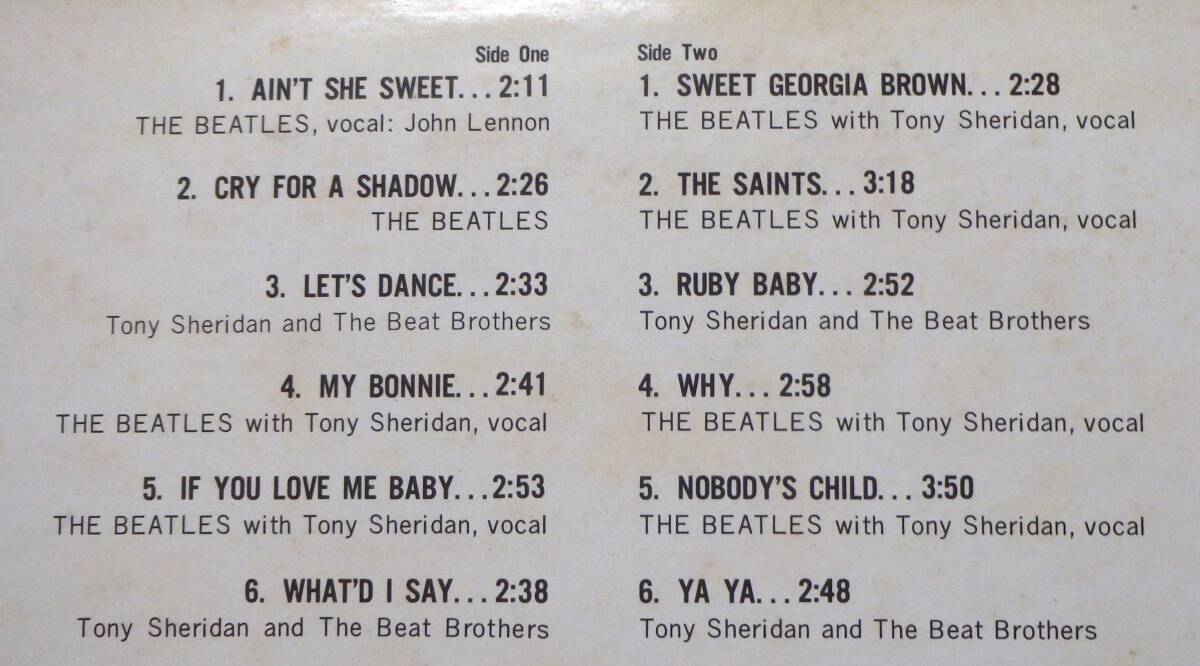 Side One
1. AIN'T SHE SWEET...2:11
THE BEATLES, vocal: John Lennon
2. CRY FOR A SHADOW...2:26
THE BEATLES
3. LET'S DANCE...2:33
Tony Sheridan and The Beat Brothers
4. MY BONNIE...2:41
THE BEATLES with Tony Sheridan, vocal
5. IF YOU LOVE ME BABY...2:53
THE BEATLES with Tony Sheridan, vocal
6. WHAT'D I SAY...2:38
Tony Sheridan and The Beat Brothers
Side Two
1. SWEET GEORGIA BROWN...2:28
THE BEATLES with Tony Sheridan, vocal
2. THE SAINTS...3:18
THE BEATLES with Tony Sheridan, vocal
3. RUBY BABY...2:52
Tony Sheridan and The Beat Brothers
4. WHY...2:58
THE BEATLES with Tony Sheridan, vocal
5. NOBODY'S CHILD...3:50
THE BEATLES with Tony Sheridan, vocal
6. YA YA...2:48
Tony Sheridan and The Beat Brothers